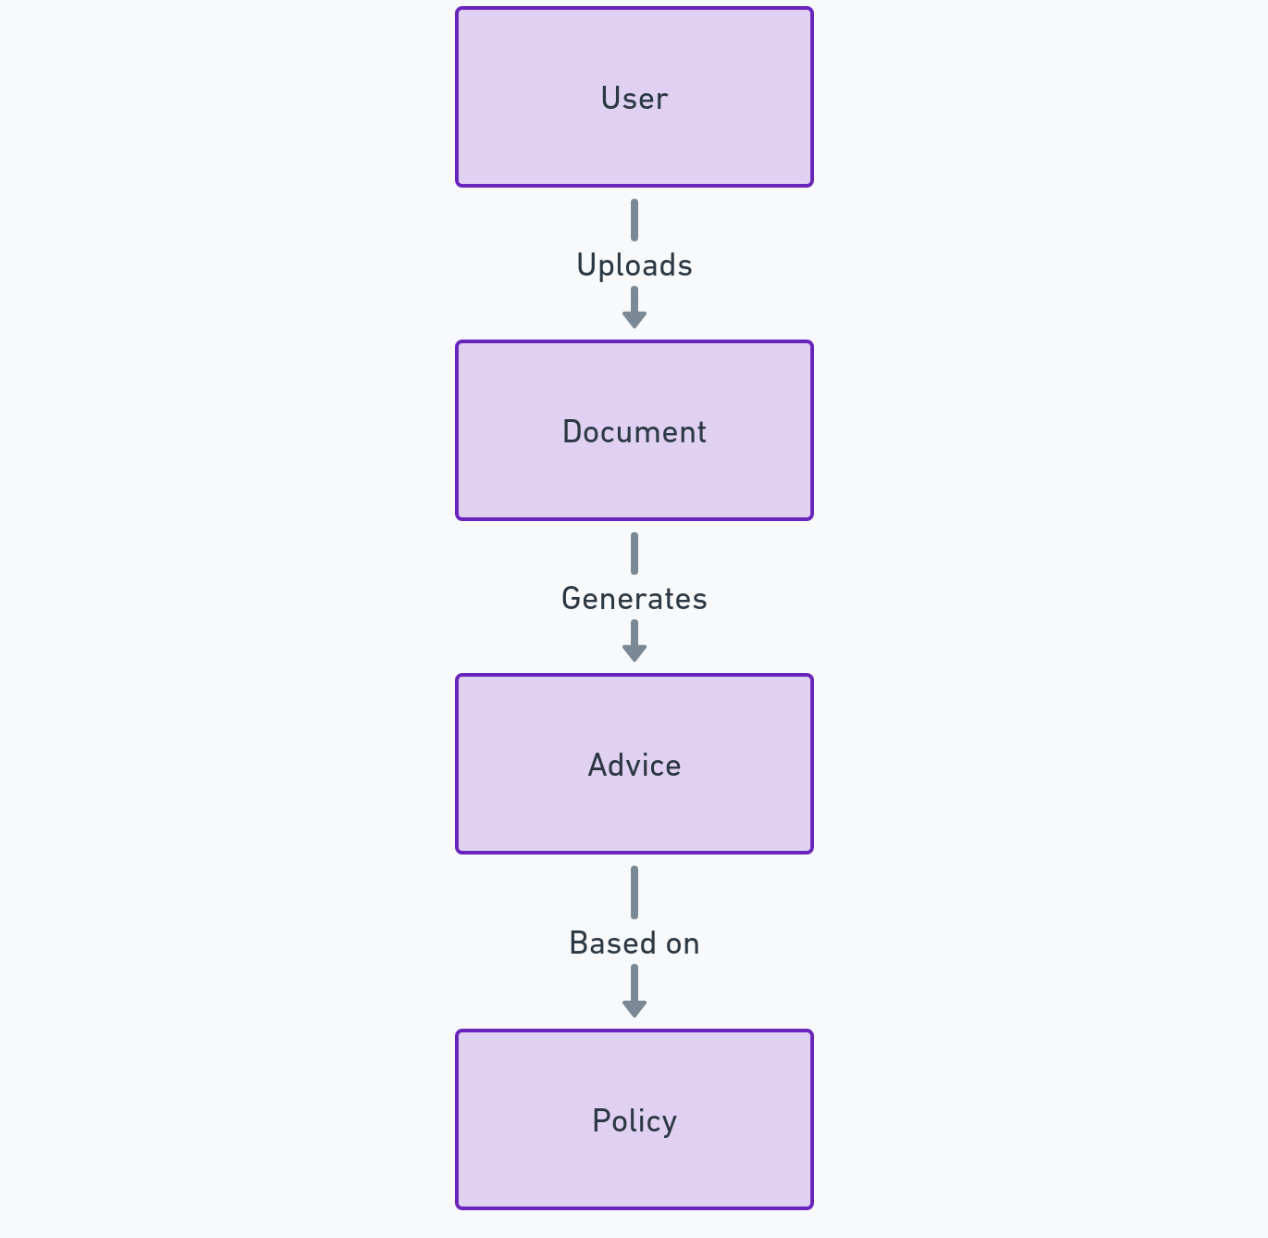 User
Uploads
Document
Generates
Advice
Based on
Policy